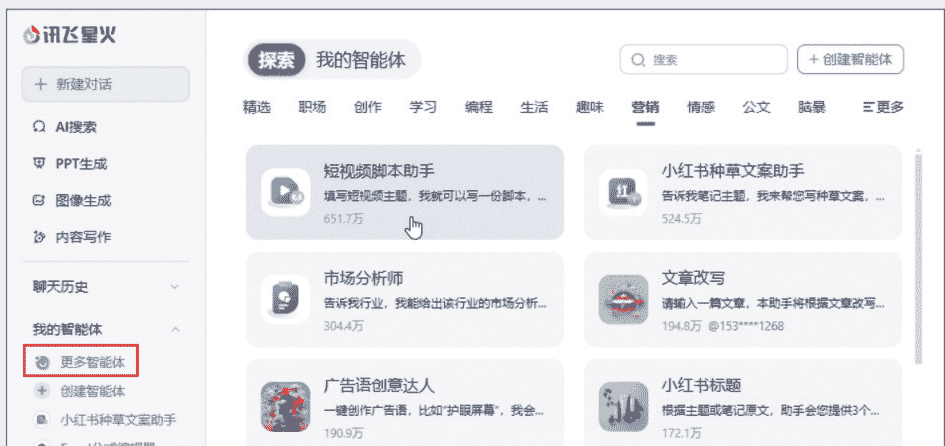 讯飞星火
+ 新建对话
AI搜索
PPT生成
图像生成
内容写作
聊天历史
我的智能体
更多智能体
创建智能体
小红书种草文案助手
探索 我的智能体
搜索
+ 创建智能体
精选 职场 创作 学习 编程 生活 趣味 营销 情感 公文 脑暴 更多
短视频脚本助手
填写短视频主题,我就可以写一份脚本,...
651.7万
小红书种草文案助手
告诉我笔记主题,我来帮您写种草文案,...
524.5万
市场分析师
告诉我行业,我能给出该行业的市场分析...
304.4万
文章改写
请输入一篇文章,本助手将根据文章改写...
194.8万 @153****1268
广告语创意达人
一键创作广告语,比如"护眼屏幕",我会...
190.9万
小红书标题
根据主题或笔记原文,助手会您提供3个...
172.1万